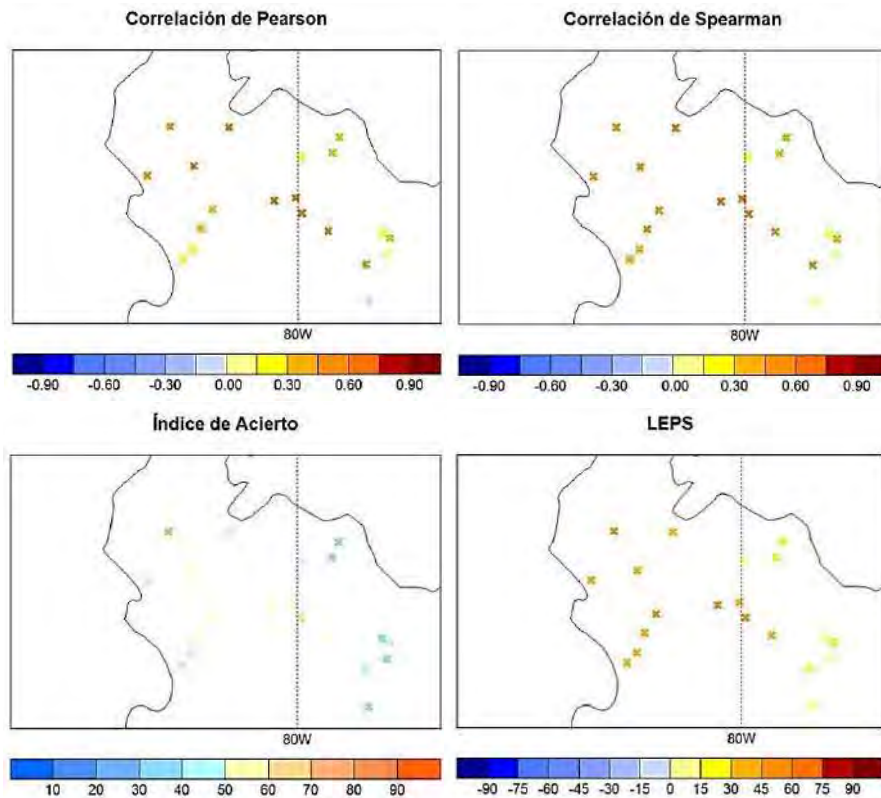 Correlación de Pearson
Correlación de Spearman
80W
80W
-0.90 -0.60 -0.30 0.00 0.30 0.60 0.90
-0.90 -0.60 -0.30 0.00 0.30 0.60 0.90
Índice de Acierto
LEPS
80W
80W
10 20 30 40 50 60 70 80 90
-90 -75 -60 -45 -30 -15 0 15 30 45 60 75 90